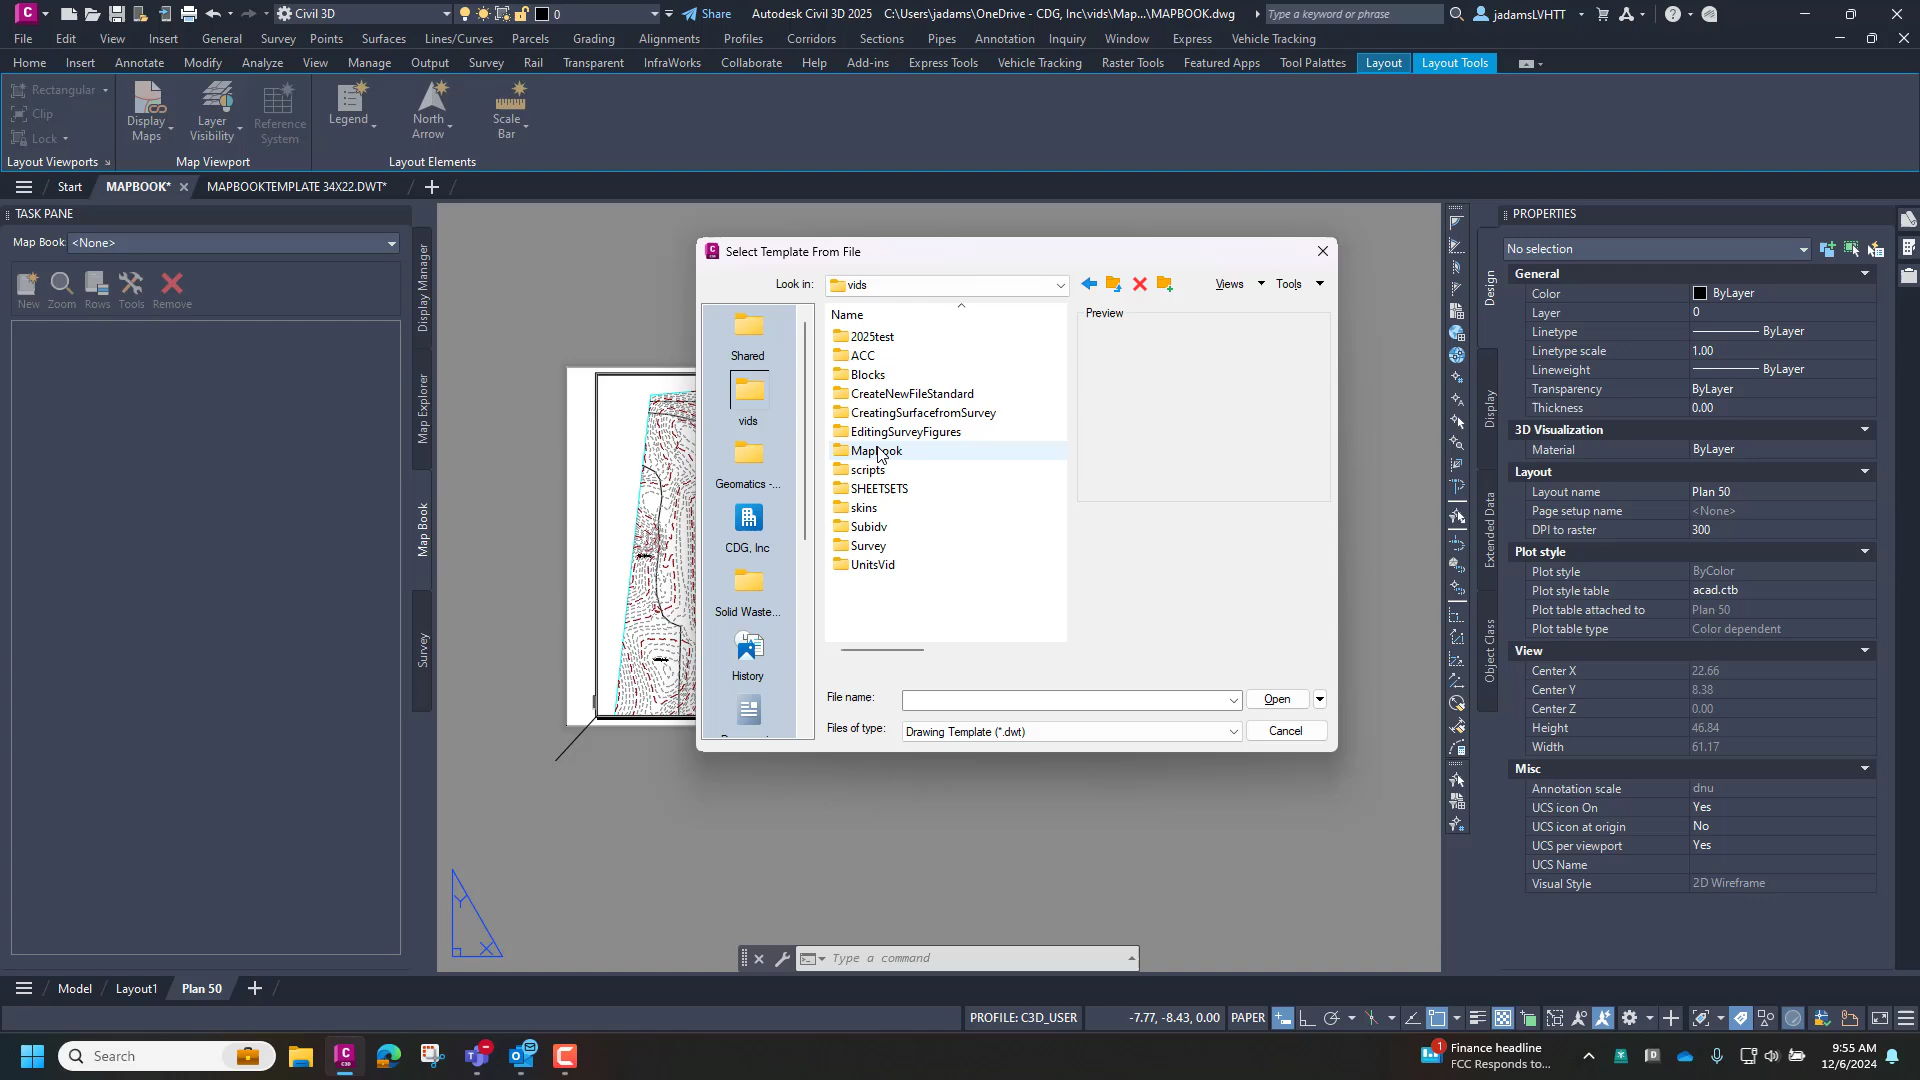 Civil 3D
0
Share
Autodesk Civil 3D 2025
C:\Users\jadams\OneDrive - CDG, Inc\vids\Map...\MAPBOOK.dwg
Type a keyword or phrase
jadamsLVHTT
File
Edit
View
Insert
General
Survey
Points
Surfaces
Lines/Curves
Parcels
Grading
Alignments
Profiles
Corridors
Sections
Pipes
Annotation
Inquiry
Window
Express
Vehicle Tracking
Home
Insert
Annotate
Modify
Analyze
View
Manage
Output
Survey
Rail
Transparent
InfraWorks
Collaborate
Help
Add-ins
Express Tools
Vehicle Tracking
Raster Tools
Featured Apps
Tool Palettes
Layout
Layout Tools
Rectangular
Clip
Lock
Display
Maps
Layer
Visibility
Reference
System
Legend
North
Arrow
Scale
Bar
Layout Viewports
Map Viewport
Layout Elements
Start
MAPBOOK*
MAPBOOKTEMPLATE 34X22.DWT*
TASK PANE
Map Book
<None>
New
Zoom
Rows
Tools
Remove
Display Manager
Map Explorer
Map Book
Survey
Select Template From File
Look in:
vids
Views
Tools
Shared
vids
Geomatics -...
CDG, Inc
Solid Waste...
History
Name
2025test
ACC
Blocks
CreateNewFileStandard
CreatingSurfacefromSurvey
EditingSurveyFigures
Mapbook
scripts
SHEETSETS
skins
Subidv
Survey
UnitsVid
Preview
File name:
Open
Files of type:
Drawing Template (*.dwt)
Cancel
PROPERTIES
No selection
Design
Display
Extended Data
Object Class
General
Color
ByLayer
Layer
0
Linetype
ByLayer
Linetype scale
1.00
Lineweight
ByLayer
Transparency
ByLayer
Thickness
0.00
3D Visualization
Material
ByLayer
Layout
Layout name
Plan 50
Page setup name
<None>
DPI to raster
300
Plot style
Plot style
ByColor
Plot style table
acad.ctb
Plot table attached to
Plan 50
Plot table type
Color dependent
View
Center X
22.66
Center Y
8.38
Center Z
0.00
Height
46.84
Width
61.17
Misc
Annotation scale
dnu
UCS icon On
Yes
UCS icon at origin
No
UCS per viewport
Yes
UCS Name
Visual Style
2D Wireframe
Y
X
Type a command
Model
Layout1
Plan 50
PROFILE: C3D_USER
-7.77, -8.43, 0.00
PAPER
Search
Finance headline
FCC Responds to...
9:55 AM
12/6/2024